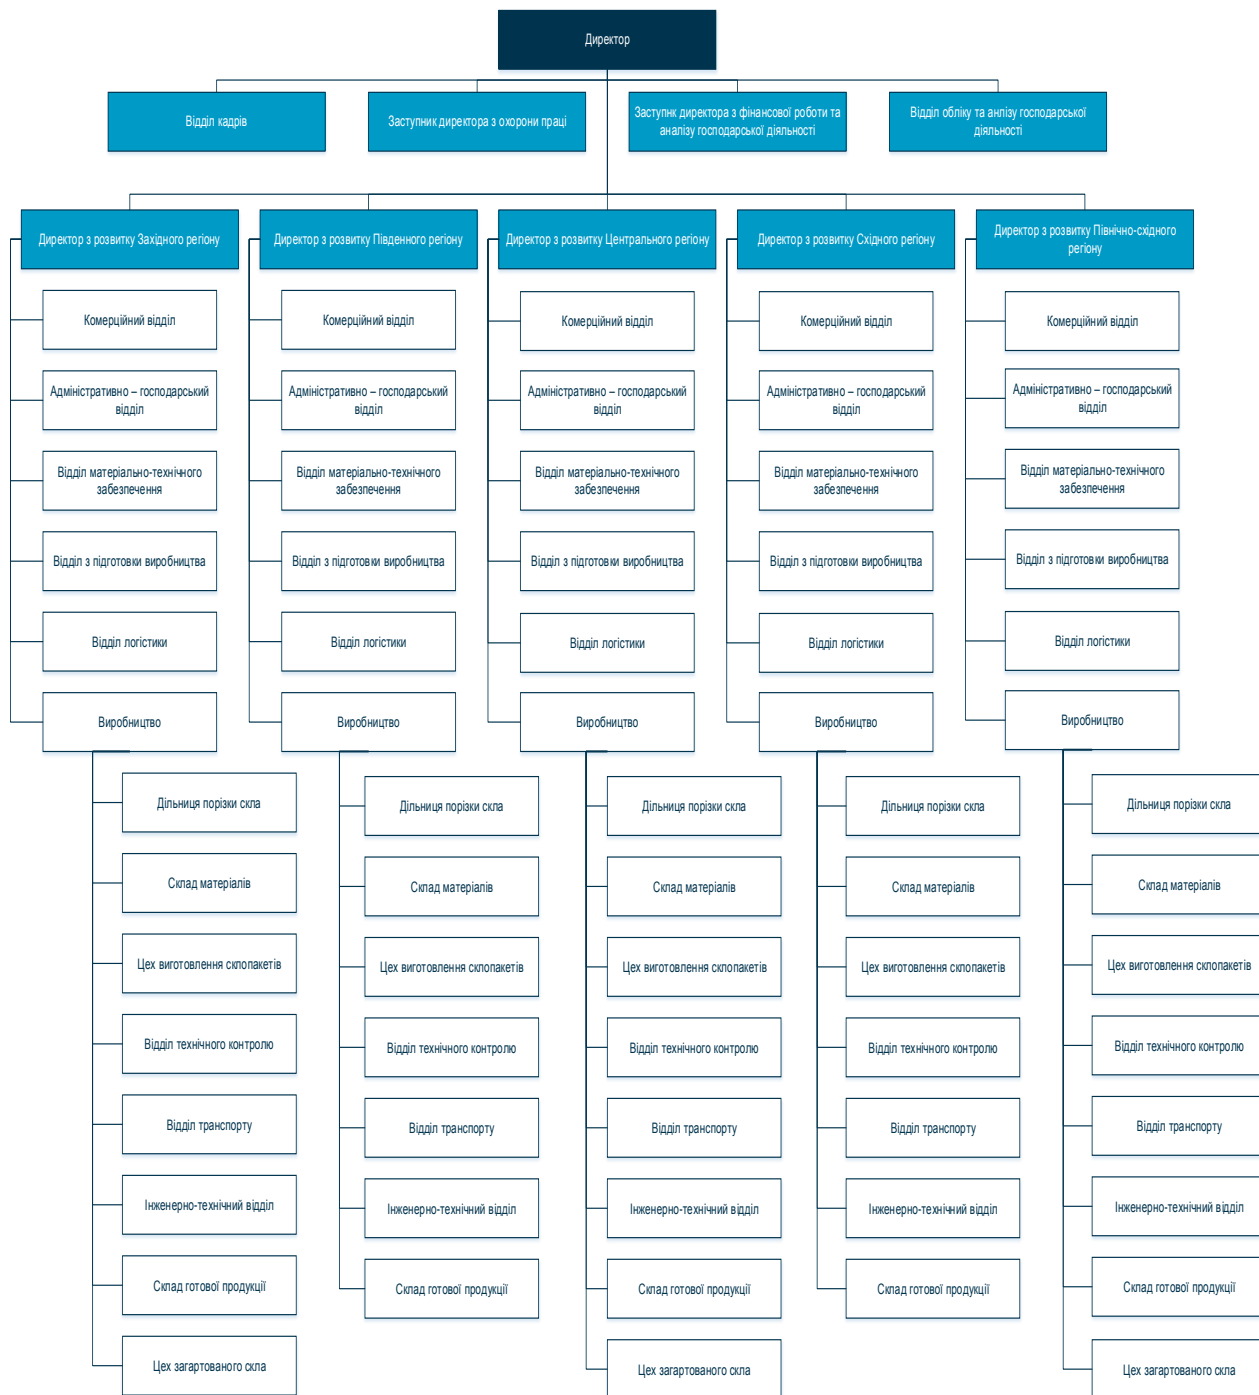 Директор
Відділ кадрів
Заступник директора з охорони праці
Заступнк директора з фінансової роботи та
аналізу господарської діяльності
Відділ обліку та анлізу господарської
діяльності
Директор з розвитку Західного регіону
Директор з розвитку Південного регіону
Директор з розвитку Центрального регіону
Директор з розвитку Східного регіону
Директор з розвитку Північно-східного
регіону
Комерційний відділ
Комерційний відділ
Комерційний відділ
Комерційний відділ
Комерційний відділ
Адміністративно – господарський
відділ
Адміністративно – господарський
відділ
Адміністративно – господарський
відділ
Адміністративно – господарський
відділ
Адміністративно – господарський
відділ
Відділ матеріально-технічного
забезпечення
Відділ матеріально-технічного
забезпечення
Відділ матеріально-технічного
забезпечення
Відділ матеріально-технічного
забезпечення
Відділ матеріально-технічного
забезпечення
Відділ з підготовки виробництва
Відділ з підготовки виробництва
Відділ з підготовки виробництва
Відділ з підготовки виробництва
Відділ з підготовки виробництва
Відділ логістики
Відділ логістики
Відділ логістики
Відділ логістики
Відділ логістики
Виробництво
Виробництво
Виробництво
Виробництво
Виробництво
Дільниця порізки скла
Дільниця порізки скла
Дільниця порізки скла
Дільниця порізки скла
Дільниця порізки скла
Склад матеріалів
Склад матеріалів
Склад матеріалів
Склад матеріалів
Склад матеріалів
Цех виготовлення склопакетів
Цех виготовлення склопакетів
Цех виготовлення склопакетів
Цех виготовлення склопакетів
Цех виготовлення склопакетів
Відділ технічного контролю
Відділ технічного контролю
Відділ технічного контролю
Відділ технічного контролю
Відділ технічного контролю
Відділ транспорту
Відділ транспорту
Відділ транспорту
Відділ транспорту
Відділ транспорту
Інженерно-технічний відділ
Інженерно-технічний відділ
Інженерно-технічний відділ
Інженерно-технічний відділ
Інженерно-технічний відділ
Склад готової продукції
Склад готової продукції
Склад готової продукції
Склад готової продукції
Склад готової продукції
Цех загартованого скла
Цех загартованого скла
Цех загартованого скла